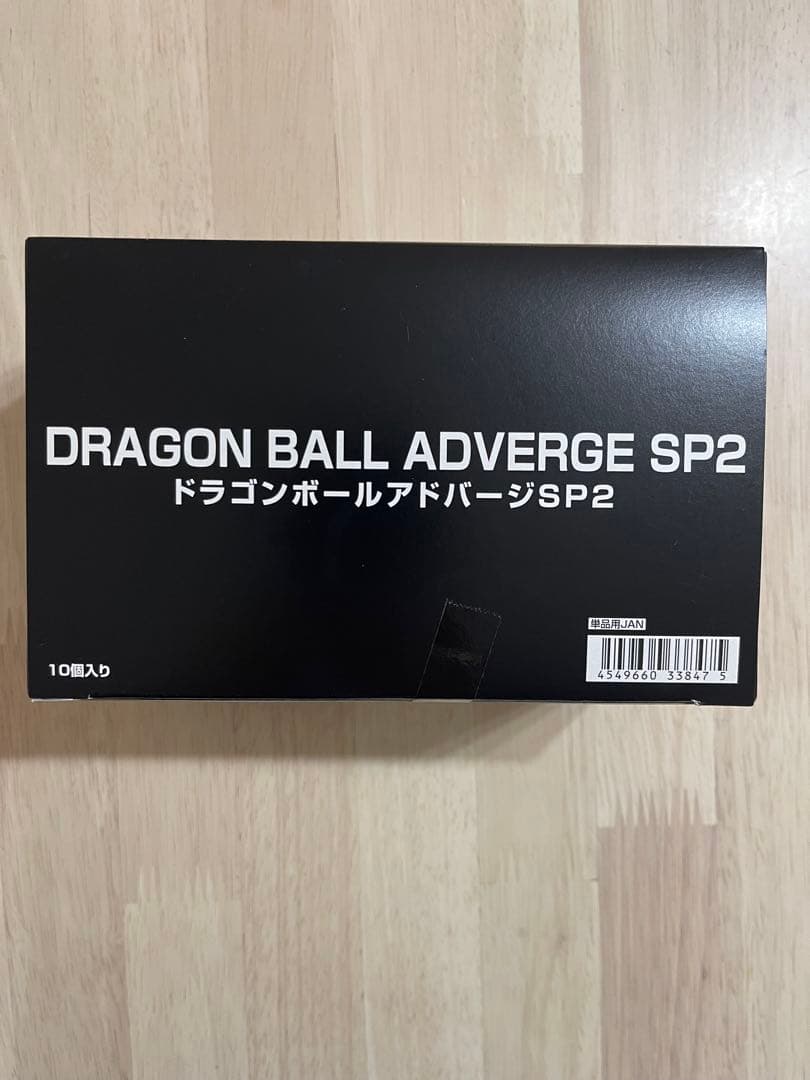 DRAGON BALL ADVERGE SP2
ドラゴンボールアドバージSP2
単品用JAN
10個入り
4549660 33847 5